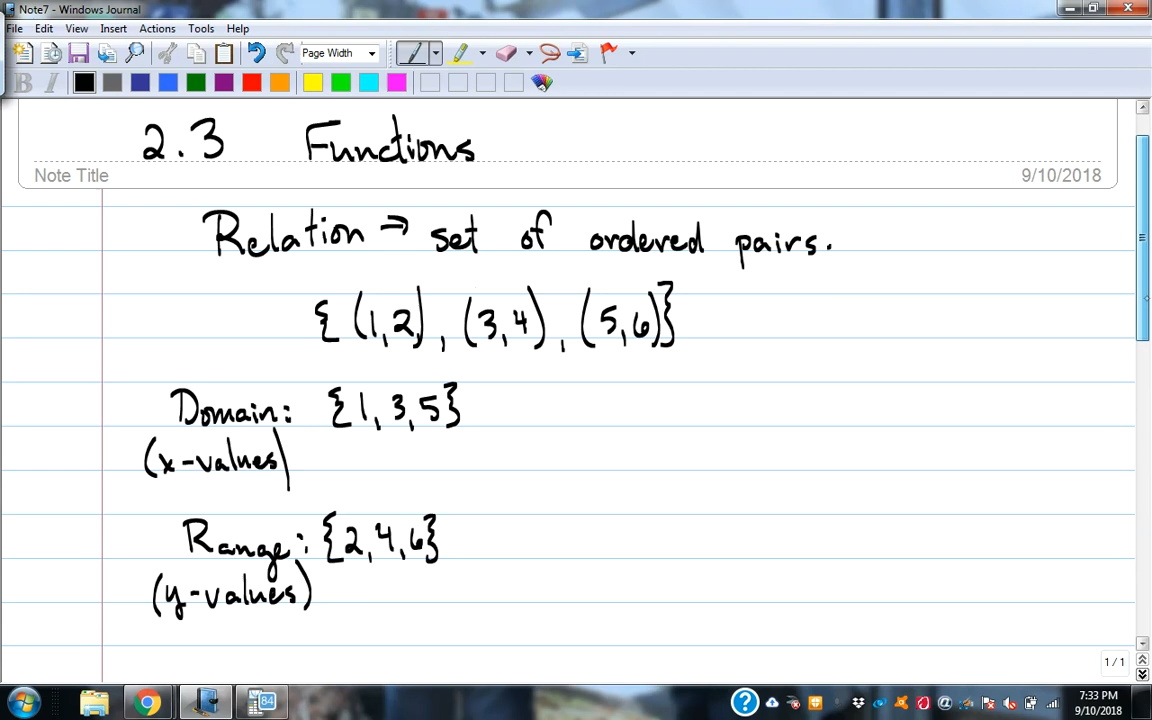 Note7 - Windows Journal
File Edit View Insert Actions Tools Help
Page Width
B I
2.3 Functions
Note Title 9/10/2018
Relation ⇒ set of ordered pairs.
{ (1,2) , (3,4) , (5,6)}
Domain: {1, 3, 5}
(x-values)
Range: {2, 4, 6}
(y-values)
1 / 1
84
7:33 PM
9/10/2018